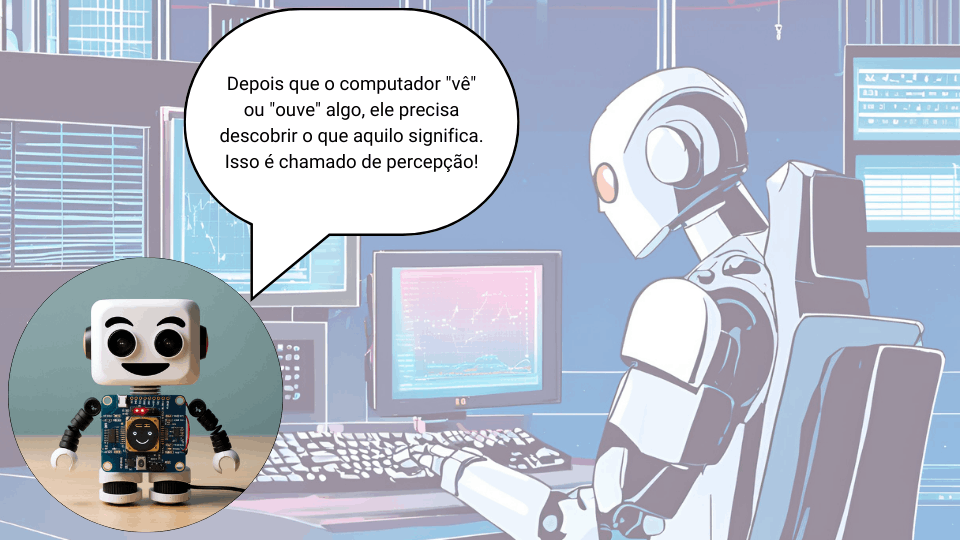 Depois que o computador "vê"
ou "ouve" algo, ele precisa
descobrir o que aquilo significa.
Isso é chamado de percepção!